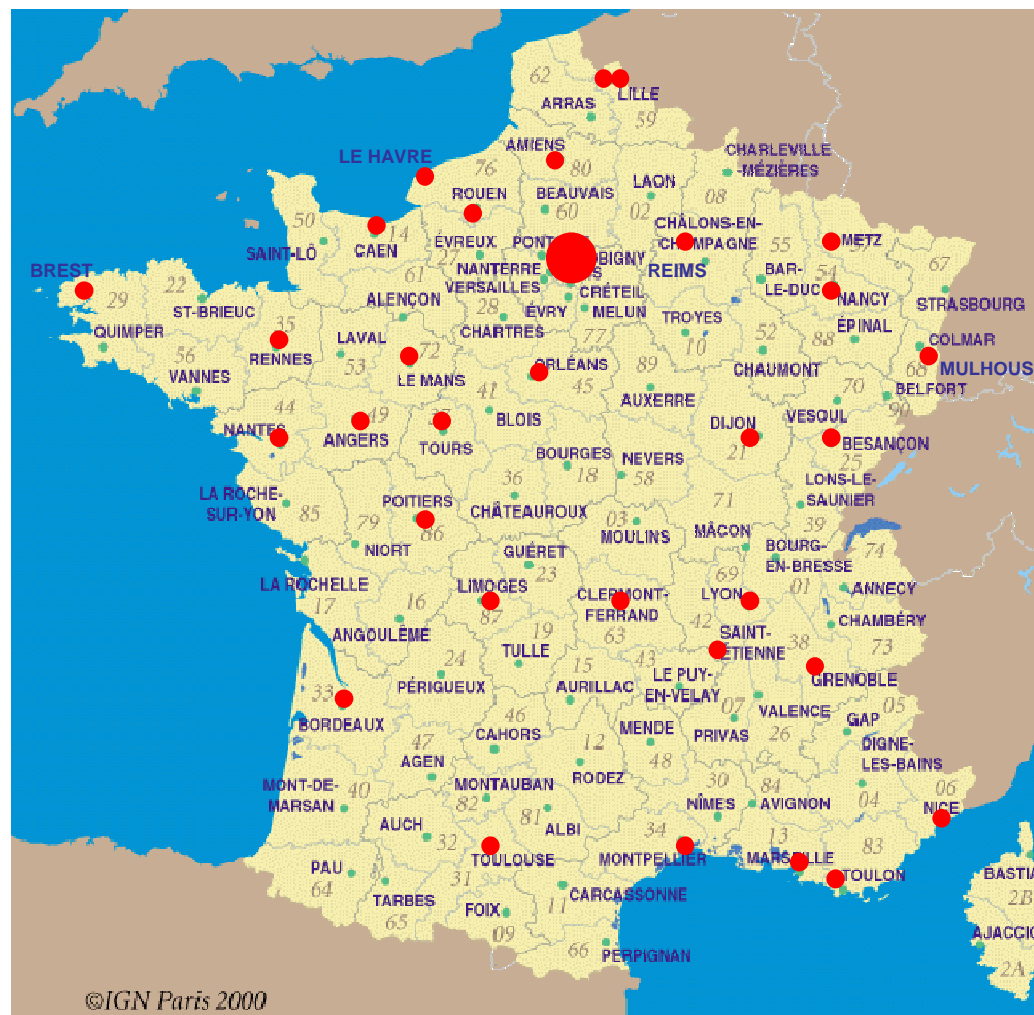 62
LILLE
ARRAS
59
AMIENS
CHARLEVILLE
-MÉZIÈRES
LE HAVRE
76
80
LAON
08
ROUEN
BEAUVAIS
50
60
02
CHÂLONS-EN-
CHAMPAGNE
14
CAEN
ÉVREUX
55
METZ
SAINT-LÔ
27
NANTERRE
REIMS
BAR-
LE-DUC
54
67
BREST
22
61
VERSAILLES
CRÉTEIL
NANCY
STRASBOURG
29
ST-BRIEUC
ALENÇON
28
ÉVRY
MELUN
TROYES
ÉPINAL
QUIMPER
35
LAVAL
CHARTRES
77
10
52
88
COLMAR
RENNES
53
72
ORLÉANS
89
CHAUMONT
68
MULHOUS
56
VANNES
LE MANS
41
45
AUXERRE
70
BELFORT
44
49
37
BLOIS
DIJON
VESOUL
90
NANTES
ANGERS
TOURS
21
BESANÇON
BOURGES
NEVERS
25
36
18
58
LONS-LE-
SAUNIER
LA ROCHE-
SUR-YON
85
79
POITIERS
86
CHÂTEAUROUX
03
MOULINS
71
MÂCON
39
NIORT
GUÉRET
BOURG-
EN-BRESSE
74
LA ROCHELLE
23
69
01
17
16
LIMOGES
87
CLERMONT-
FERRAND
LYON
ANNECY
ANGOULÊME
19
63
42
SAINT-
ÉTIENNE
38
CHAMBÉRY
24
TULLE
15
43
73
33
PÉRIGUEUX
AURILLAC
LE PUY-
EN-VELAY
GRENOBLE
BORDEAUX
46
07
VALENCE
05
47
CAHORS
12
MENDE
PRIVAS
26
GAP
AGEN
48
DIGNE-
LES-BAINS
MONT-DE-
MARSAN
40
MONTAUBAN
RODEZ
30
84
06
82
81
NÎMES
AVIGNON
04
NICE
AUCH
32
ALBI
34
13
83
PAU
TOULOUSE
MONTPELLIER
MARSEILLE
TOULON
BASTIA
64
31
TARBES
CARCASSONNE
2B
65
FOIX
11
09
66
PERPIGNAN
AJACCIO
2A
©IGN Paris 2000